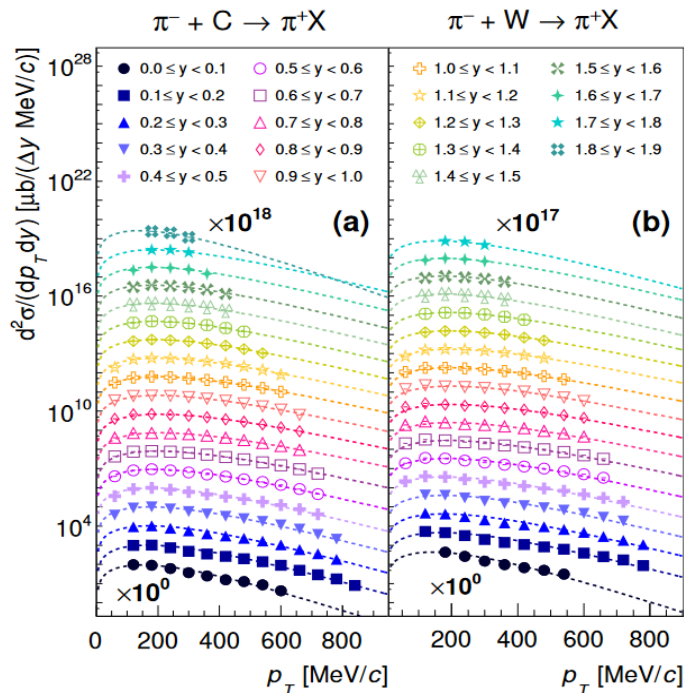 π⁻ + C → π⁺X
π⁻ + W → π⁺X
d²σ/(dp_T dy) [μb/(Δy MeV/c)]
10²⁸
10²²
10¹⁶
10¹⁰
10⁴
0.0 ≤ y < 0.1
0.1 ≤ y < 0.2
0.2 ≤ y < 0.3
0.3 ≤ y < 0.4
0.4 ≤ y < 0.5
0.5 ≤ y < 0.6
0.6 ≤ y < 0.7
0.7 ≤ y < 0.8
0.8 ≤ y < 0.9
0.9 ≤ y < 1.0
×10¹⁸
(a)
×10⁰
1.0 ≤ y < 1.1
1.1 ≤ y < 1.2
1.2 ≤ y < 1.3
1.3 ≤ y < 1.4
1.4 ≤ y < 1.5
1.5 ≤ y < 1.6
1.6 ≤ y < 1.7
1.7 ≤ y < 1.8
1.8 ≤ y < 1.9
×10¹⁷
(b)
×10⁰
0 200 400 600 800
200 400 600 800
p_T [MeV/c]
p_T [MeV/c]